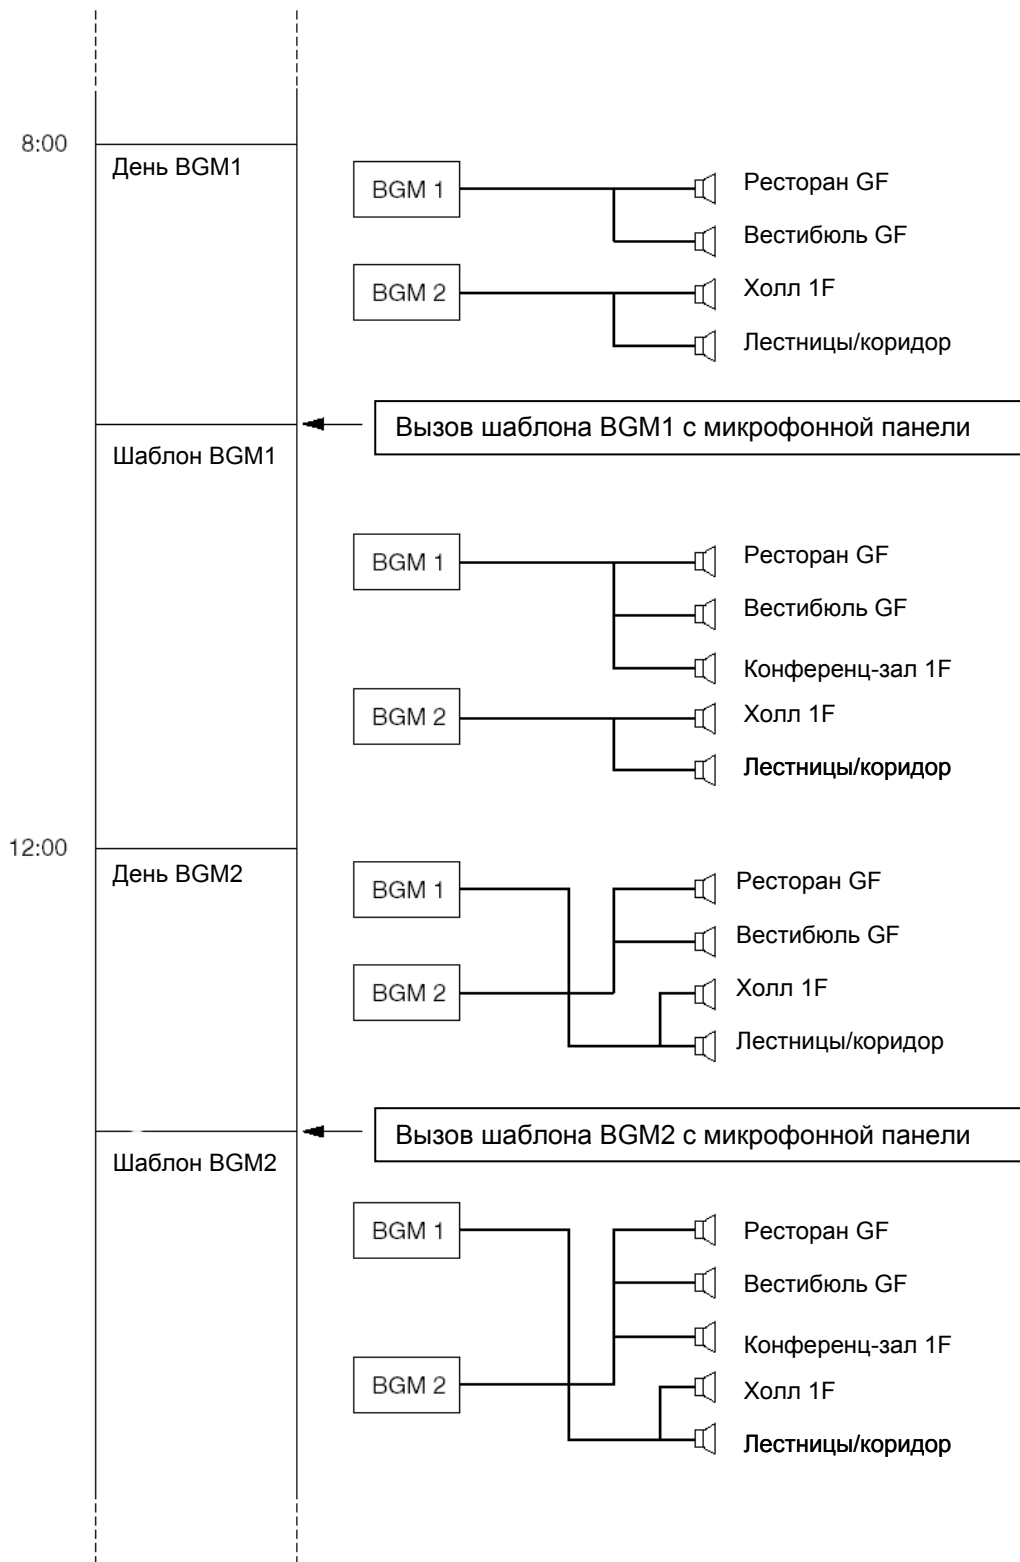 8:00
День BGM1
BGM 1
Ресторан GF
Вестибюль GF
BGM 2
Холл 1F
Лестницы/коридор
Вызов шаблона BGM1 с микрофонной панели
Шаблон BGM1
BGM 1
Ресторан GF
Вестибюль GF
Конференц-зал 1F
BGM 2
Холл 1F
Лестницы/коридор
12:00
День BGM2
BGM 1
Ресторан GF
Вестибюль GF
BGM 2
Холл 1F
Лестницы/коридор
Вызов шаблона BGM2 с микрофонной панели
Шаблон BGM2
BGM 1
Ресторан GF
Вестибюль GF
Конференц-зал 1F
BGM 2
Холл 1F
Лестницы/коридор